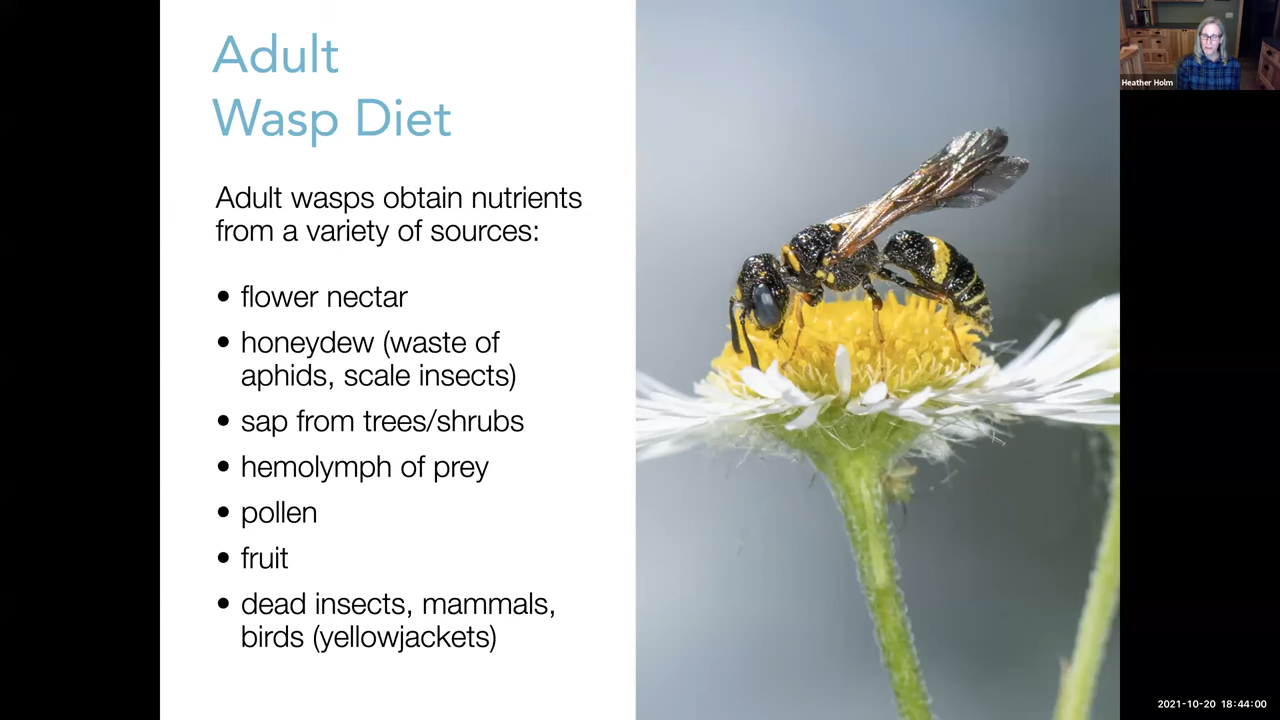 Adult
Wasp Diet
Adult wasps obtain nutrients
from a variety of sources:
• flower nectar
• honeydew (waste of
aphids, scale insects)
• sap from trees/shrubs
• hemolymph of prey
• pollen
• fruit
• dead insects, mammals,
birds (yellowjackets)
Heather Holm
2021-10-20 18:44:00